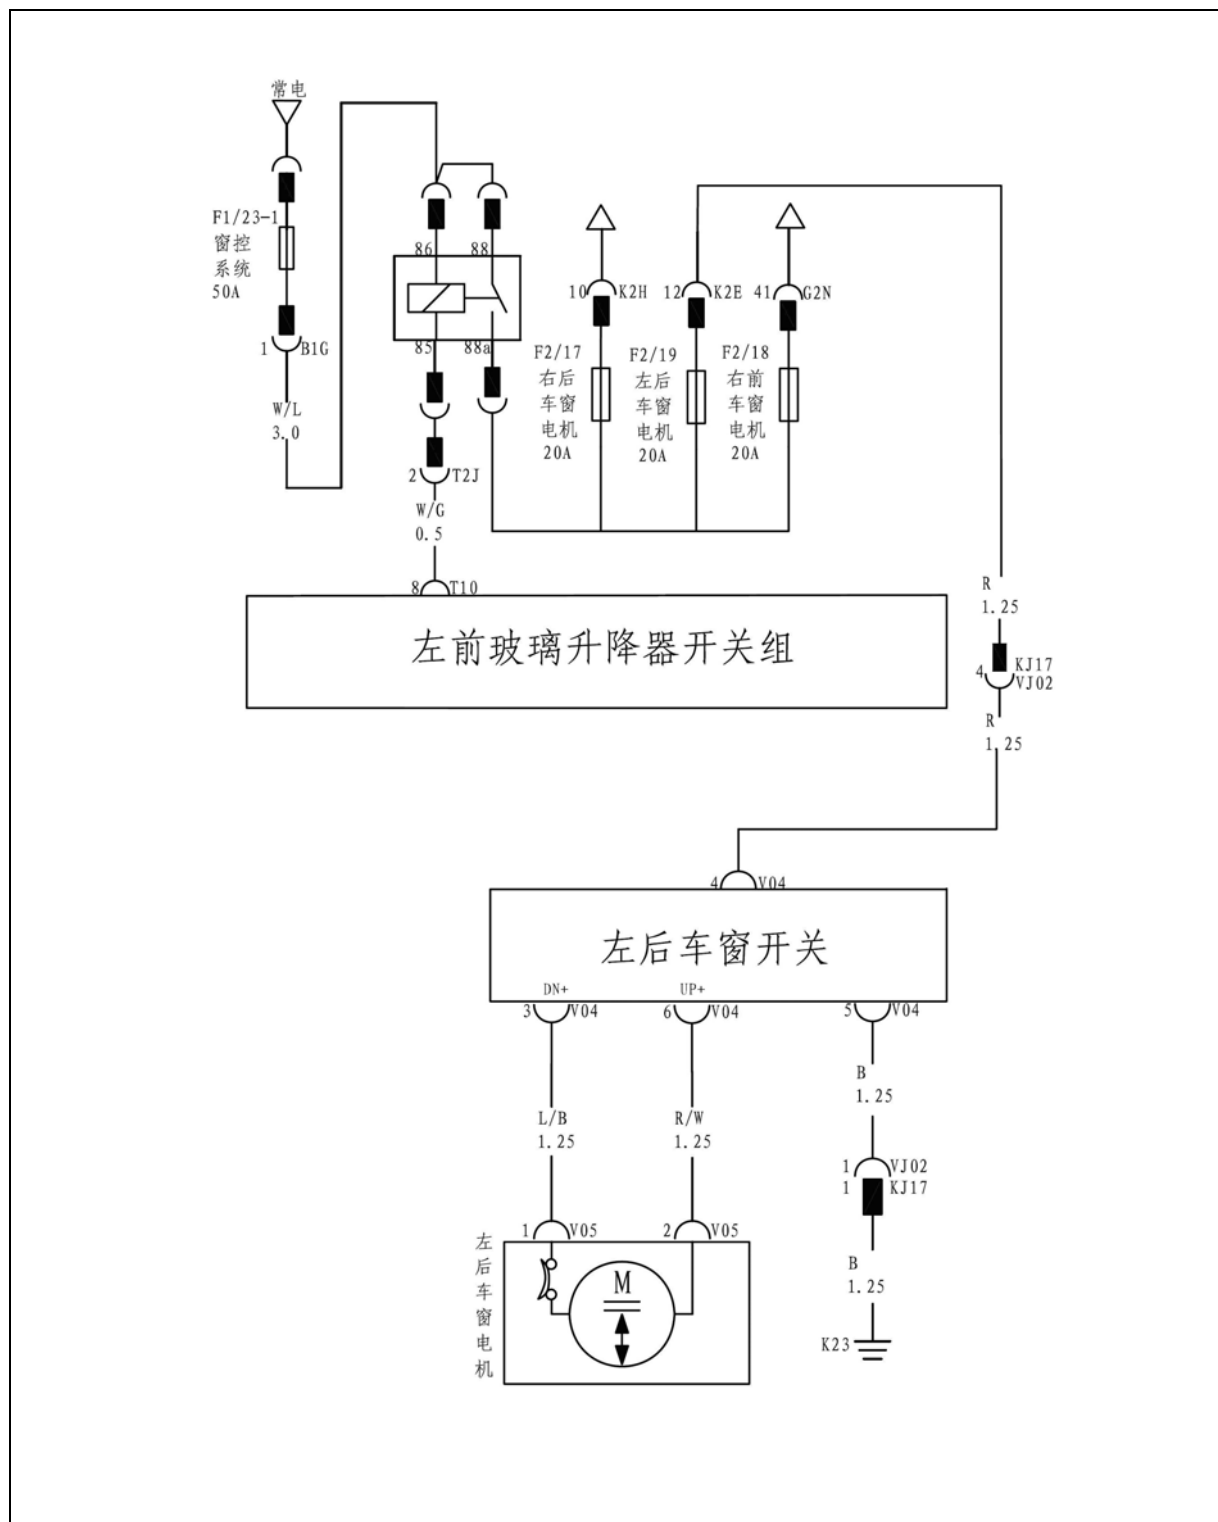 常电
F1/23-1
窗控
系统
50A
1 B1G
W/L
3.0
86 88
85 88a
2 T2J
W/G
0.5
8 T10
10 K2H
12 K2E
41 G2N
F2/17
右后
车窗
电机
20A
F2/19
左后
车窗
电机
20A
F2/18
右前
车窗
电机
20A
左前玻璃升降器开关组
R
1.25
4 KJ17
VJ02
R
1.25
4 V04
左后车窗开关
DN+ UP+
3 V04 6 V04 5 V04
L/B
1.25
R/W
1.25
B
1.25
1 VJ02
1 KJ17
B
1.25
K23
1 V05 2 V05
左后车窗电机
M